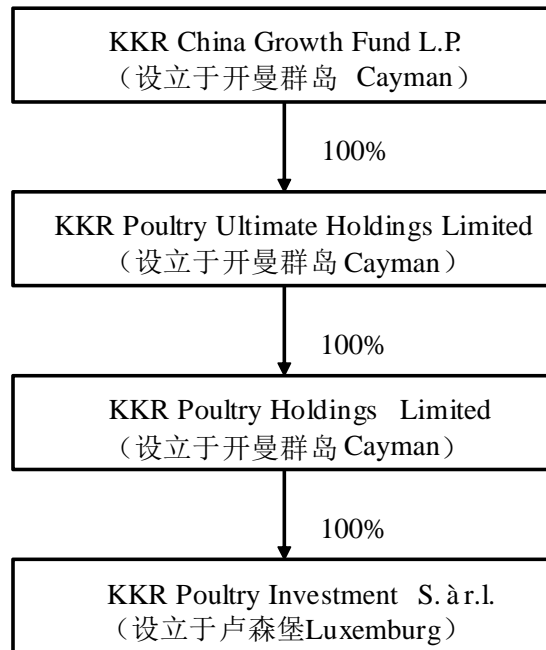 KKR China Growth Fund L.P.
（设立于开曼群岛 Cayman）
100%
KKR Poultry Ultimate Holdings Limited
（设立于开曼群岛 Cayman）
100%
KKR Poultry Holdings Limited
（设立于开曼群岛 Cayman）
100%
KKR Poultry Investment S. à r.l.
（设立于卢森堡Luxemburg）